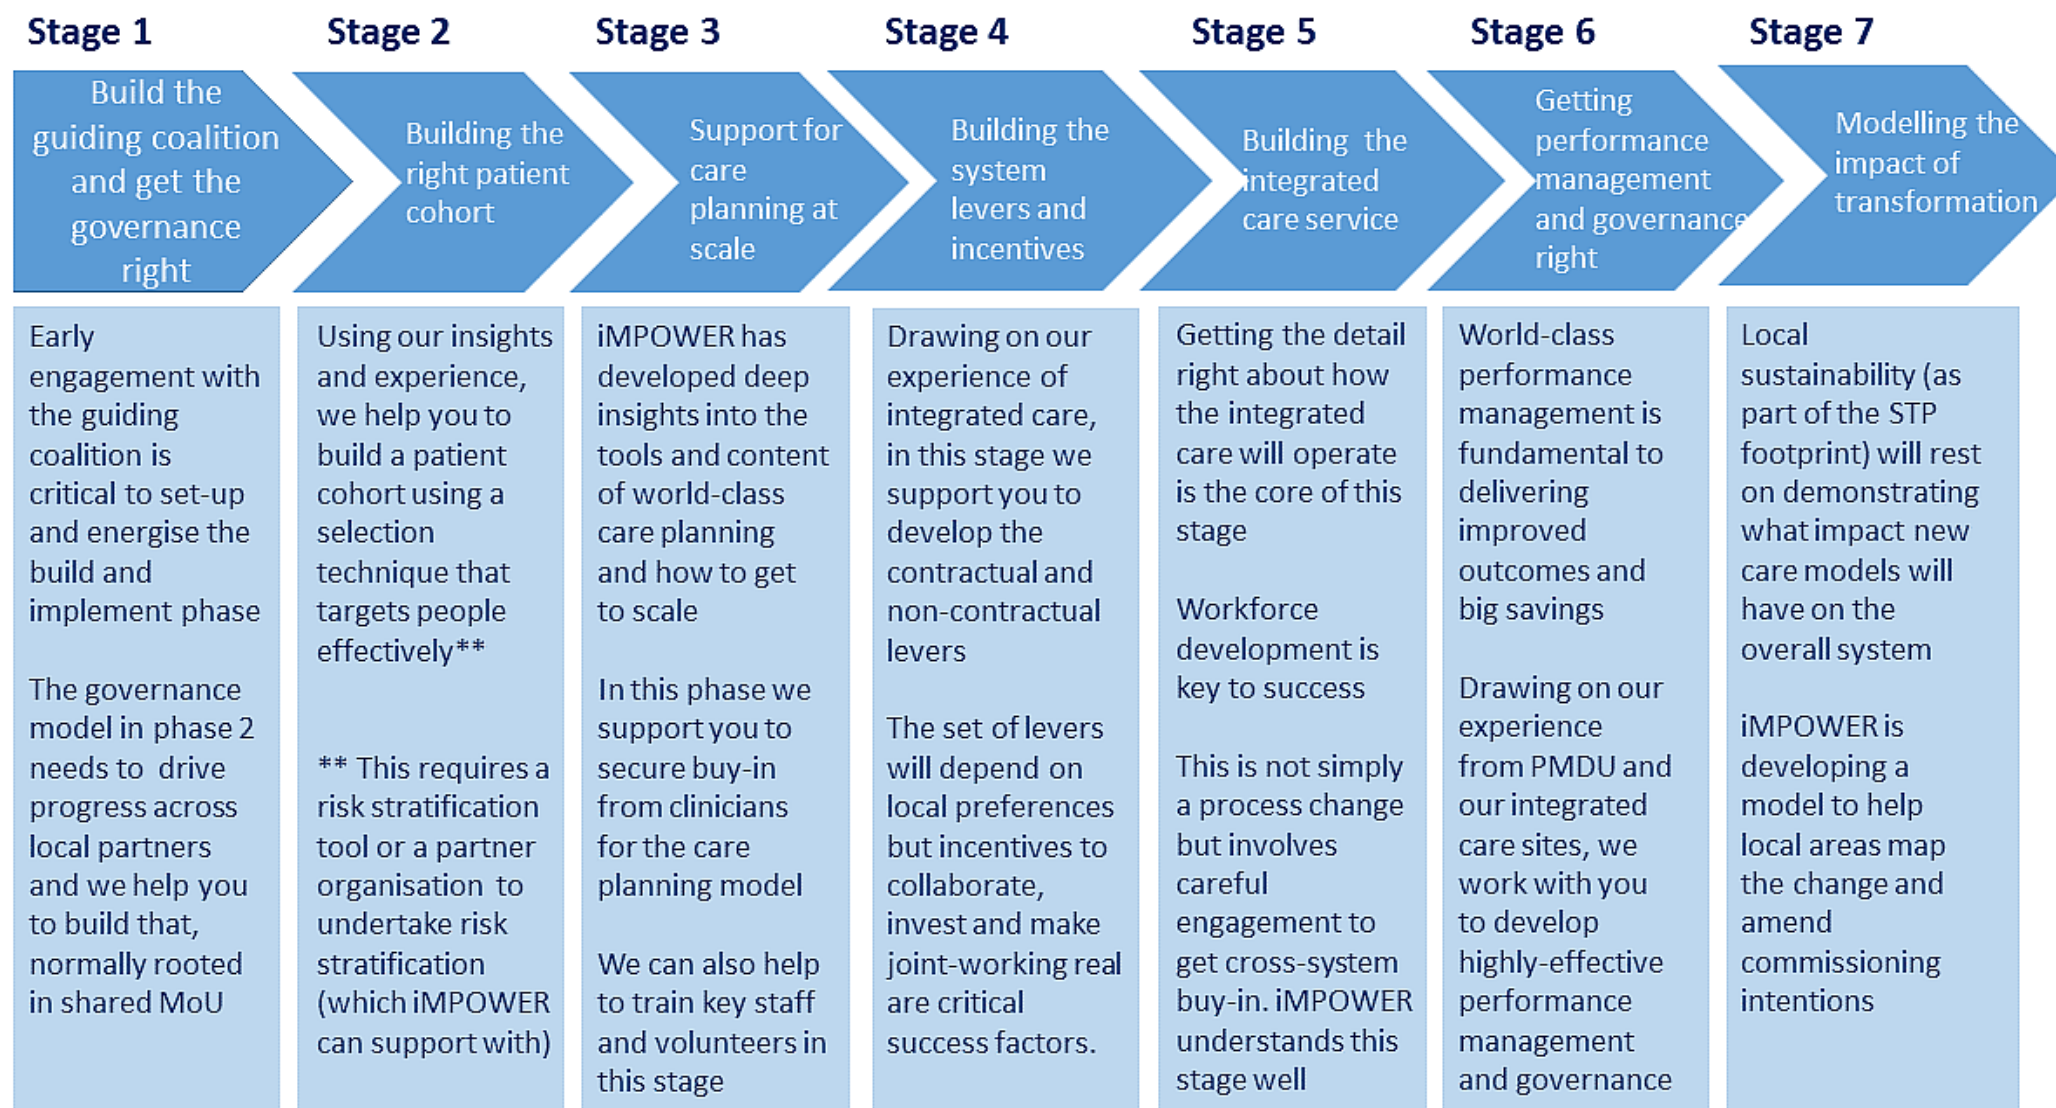 Stage 1
Stage 2
Stage 3
Stage 4
Stage 5
Stage 6
Stage 7
Build the
guiding coalition
and get the
governance
right
Building the
right patient
cohort
Support for
care
planning at
scale
Building the
system
levers and
incentives
Building  the
integrated
care service
Getting
performance
management
and governance
right
Modelling the
impact of
transformation
Early
engagement with
the guiding
coalition is
critical to set-up
and energise the
build and
implement phase
The governance
model in phase 2
needs to  drive
progress across
local partners
and we help you
to build that,
normally rooted
in shared MoU
Using our insights
and experience,
we help you to
build a patient
cohort using a
selection
technique that
targets people
effectively**
** This requires a
risk stratification
tool or a partner
organisation  to
undertake risk
stratification
(which iMPOWER
can support with)
iMPOWER has
developed deep
insights into the
tools and content
of world-class
care planning
and how to get
to scale
In this phase we
support you to
secure buy-in
from clinicians
for the care
planning model
We can also help
to train key staff
and volunteers in
this stage
Drawing on our
experience of
integrated care,
in this stage we
support you to
develop the
contractual and
non-contractual
levers
The set of levers
will depend on
local preferences
but incentives to
collaborate,
invest and make
joint-working real
are critical
success factors.
Getting the detail
right about how
the integrated
care will operate
is the core of this
stage
Workforce
development is
key to success
This is not simply
a process change
but involves
careful
engagement to
get cross-system
buy-in. iMPOWER
understands this
stage well
World-class
performance
management is
fundamental to
delivering
improved
outcomes and
big savings
Drawing on our
experience
from PMDU and
our integrated
care sites, we
work with you
to develop
highly-effective
performance
management
and governance
Local
sustainability (as
part of the STP
footprint) will rest
on demonstrating
what impact new
care models will
have on the
overall system
iMPOWER is
developing a
model to help
local areas map
the change and
amend
commissioning
intentions